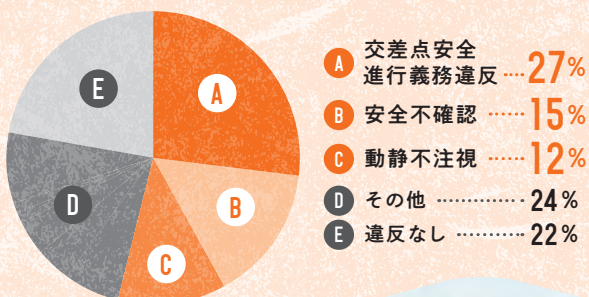 A 交差点安全
進行義務違反 ···· 27%
B 安全不確認 ······ 15%
C 動静不注視 ······ 12%
D その他 ············· 24%
E 違反なし ·········· 22%
A
B
C
D
E